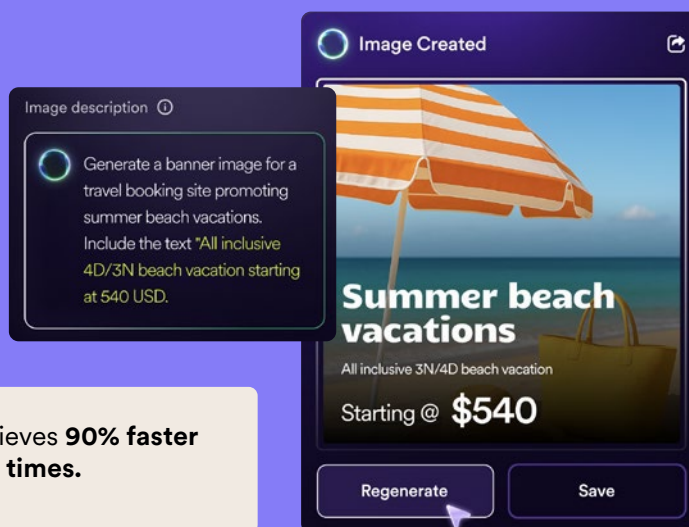 Image Created
Image description
Generate a banner image for a
travel booking site promoting
summer beach vacations.
Include the text "All inclusive
4D/3N beach vacation starting
at 540 USD.
Summer beach
vacations
All inclusive 3N/4D beach vacation
Starting @ $540
Regenerate
Save
90% faster
times.